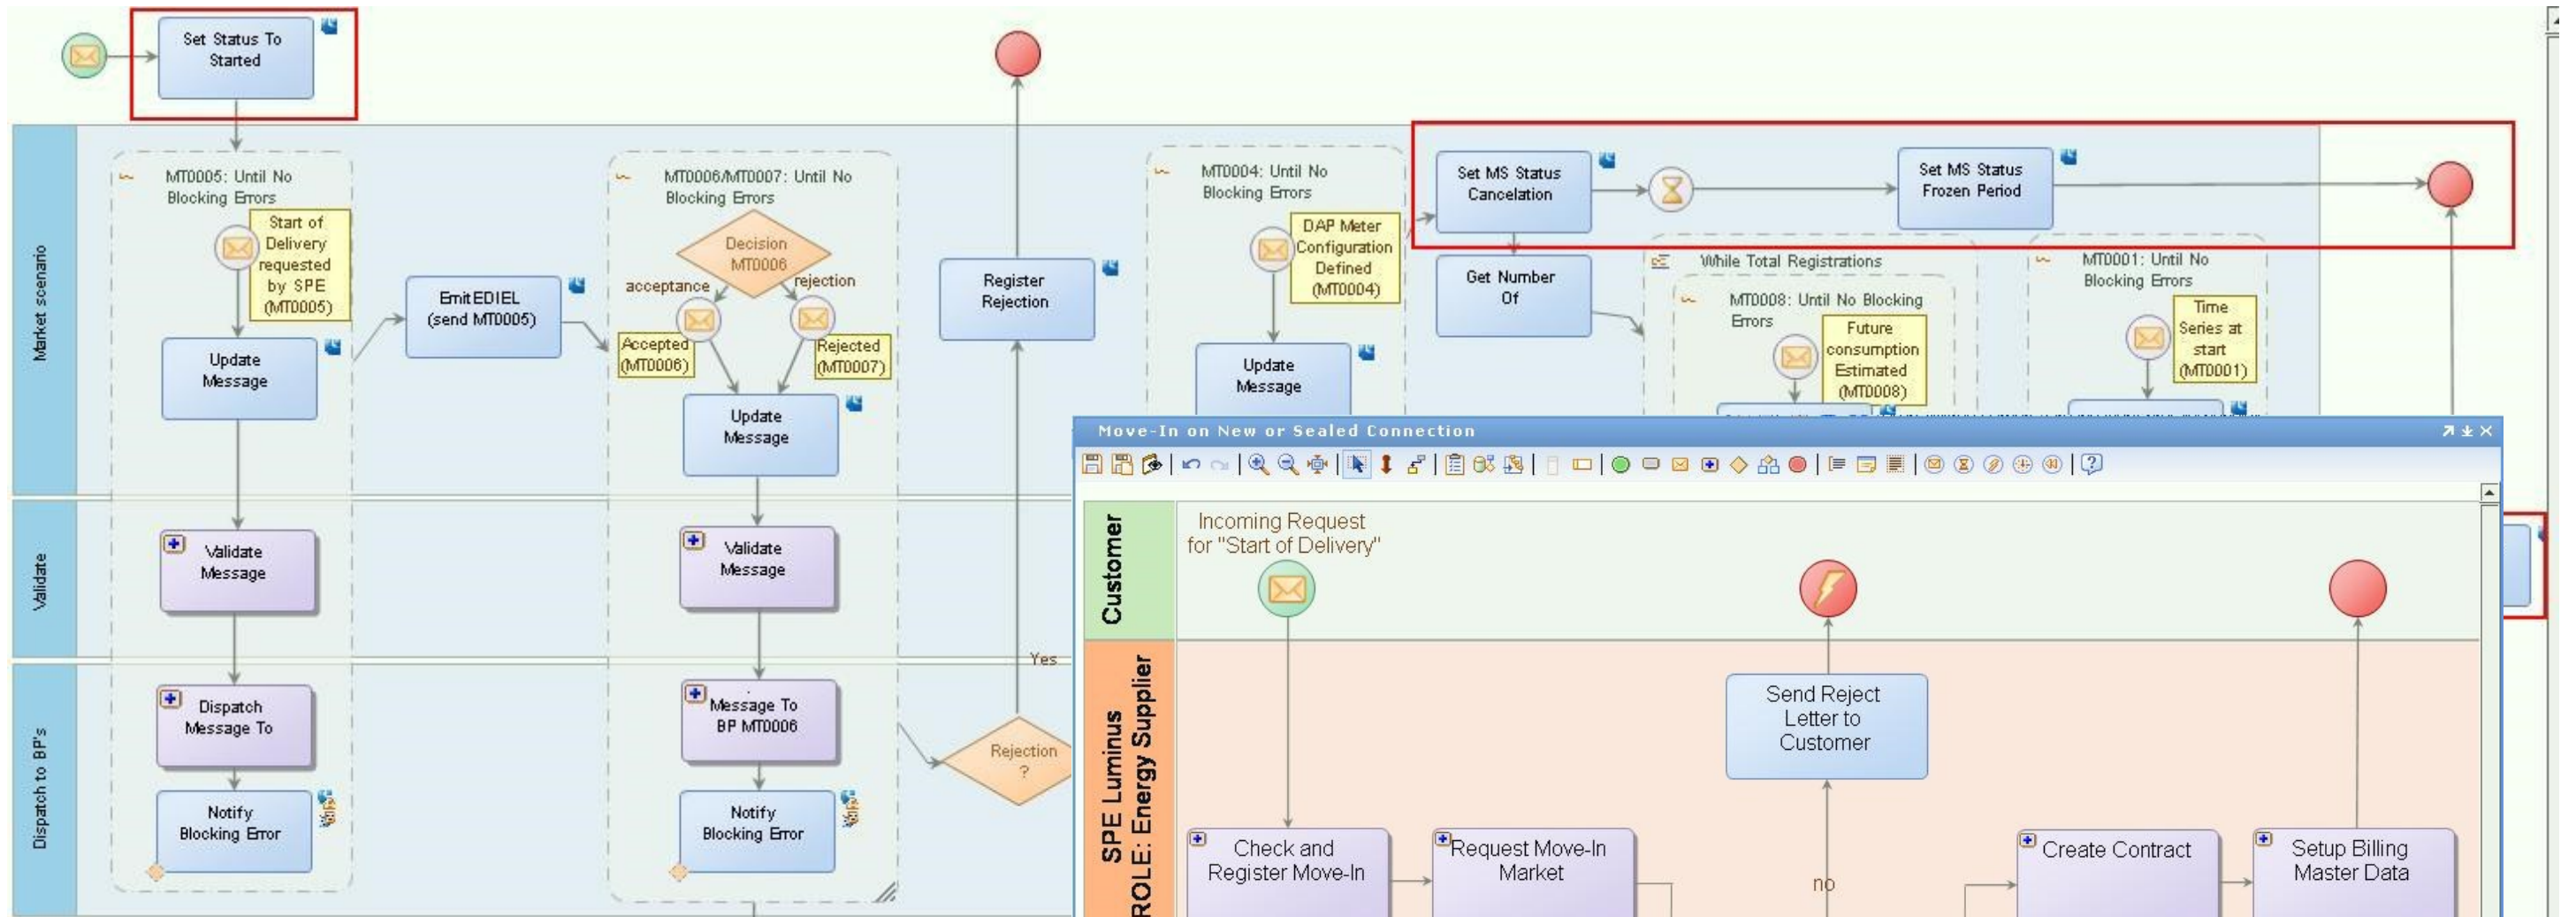 Set Status To
Started
Market scenario
MT0005: Until No
Blocking Errors
Start of
Delivery
requested
by SPE
(MT0005)
Update
Message
EmitEDIEL
(send MT0005)
MT0006/MT0007: Until No
Blocking Errors
Decision
MT0006
acceptance
rejection
Accepted
(MT0006)
Rejected
(MT0007)
Update
Message
Register
Rejection
MT0004: Until No
Blocking Errors
DAP Meter
Configuration
Defined
(MT0004)
Update
Message
Set MS Status
Cancelation
Set MS Status
Frozen Period
Get Number
Of
While Total Registrations
MT0008: Until No Blocking
Errors
Future
consumption
Estimated
(MT0008)
MT0001: Until No
Blocking Errors
Time
Series at
start
(MT0001)
Validate
Validate
Message
Validate
Message
Dispatch to BP's
Dispatch
Message To
Message To
BP MT0006
Notify
Blocking Error
Notify
Blocking Error
Yes
Rejection
?
Move-In on New or Sealed Connection
Customer
Incoming Request
for "Start of Delivery"
SPE Luminus
ROLE: Energy Supplier
Send Reject
Letter to
Customer
Check and
Register Move-In
Request Move-In
Market
no
Create Contract
Setup Billing
Master Data